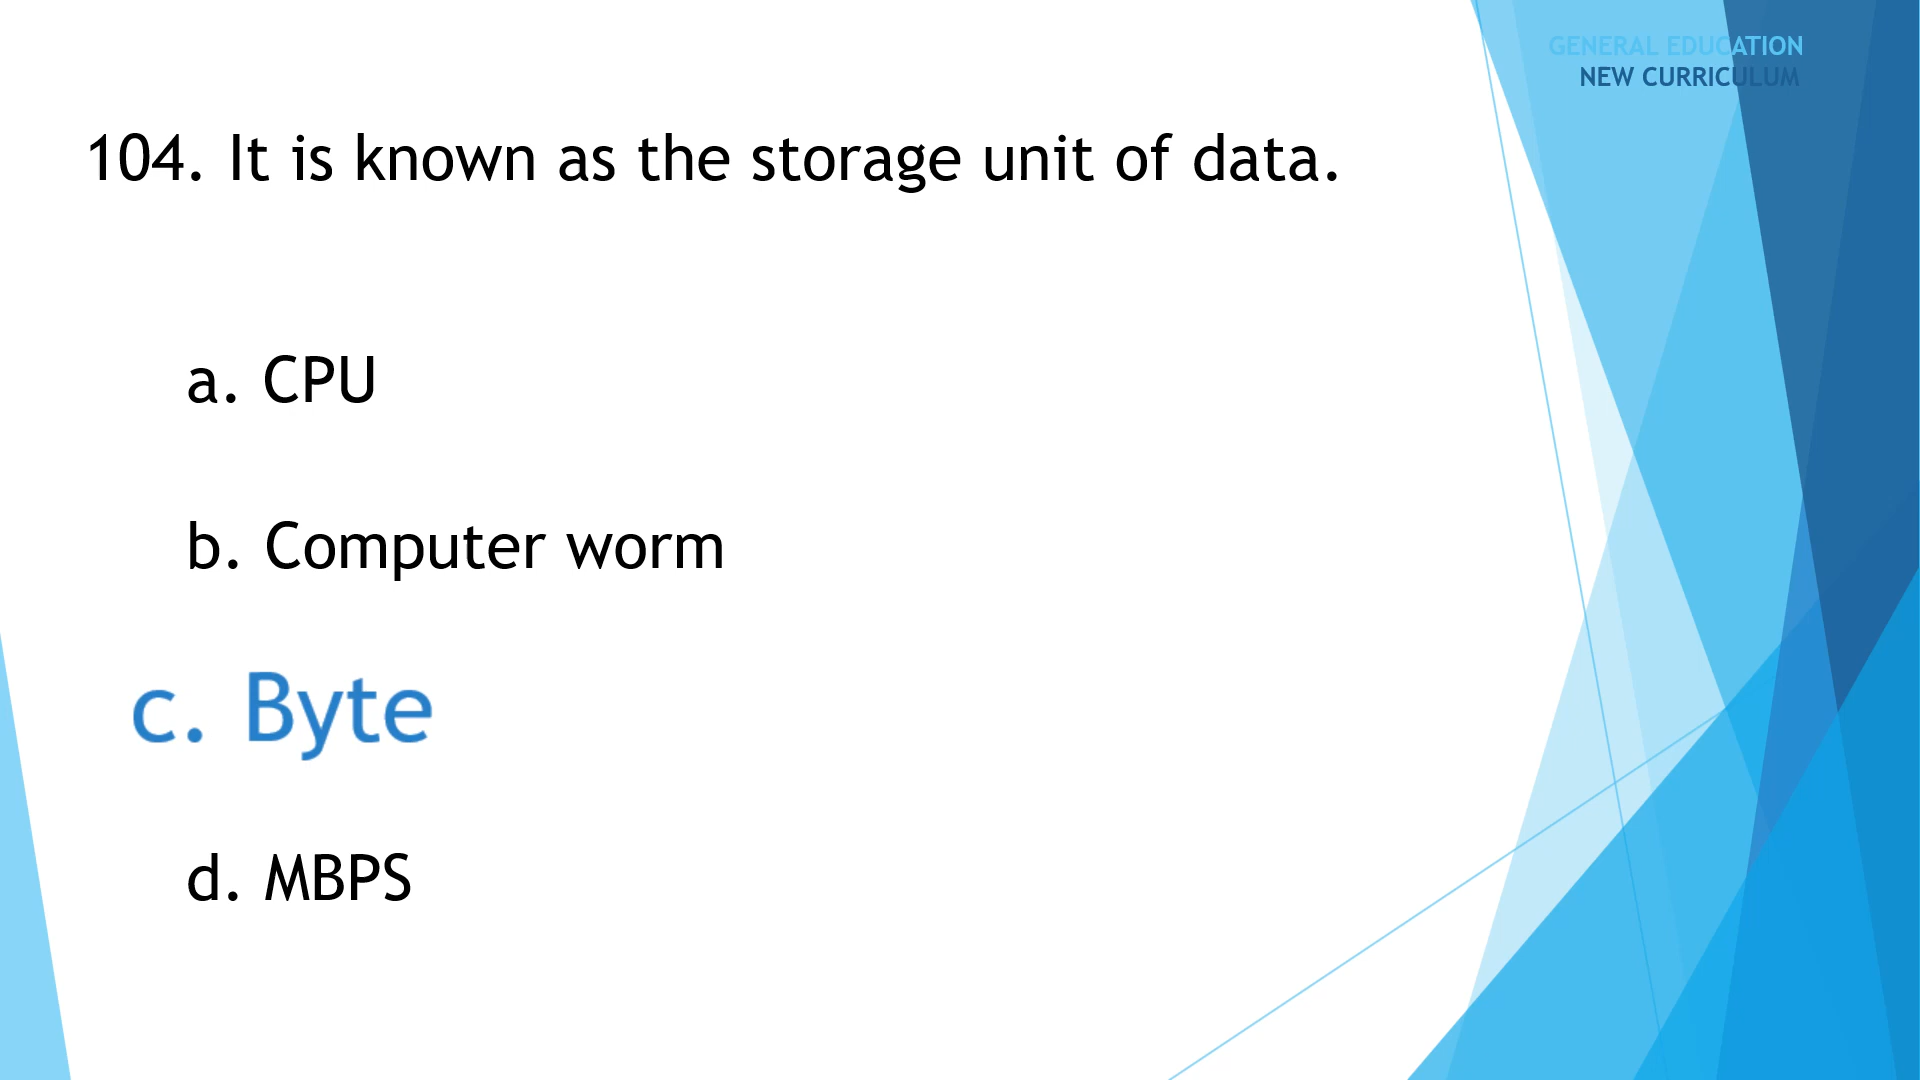 GENERAL EDUCATION
NEW CURRICULUM
104. It is known as the storage unit of data.
a. CPU
b. Computer worm
c. Byte
d. MBPS